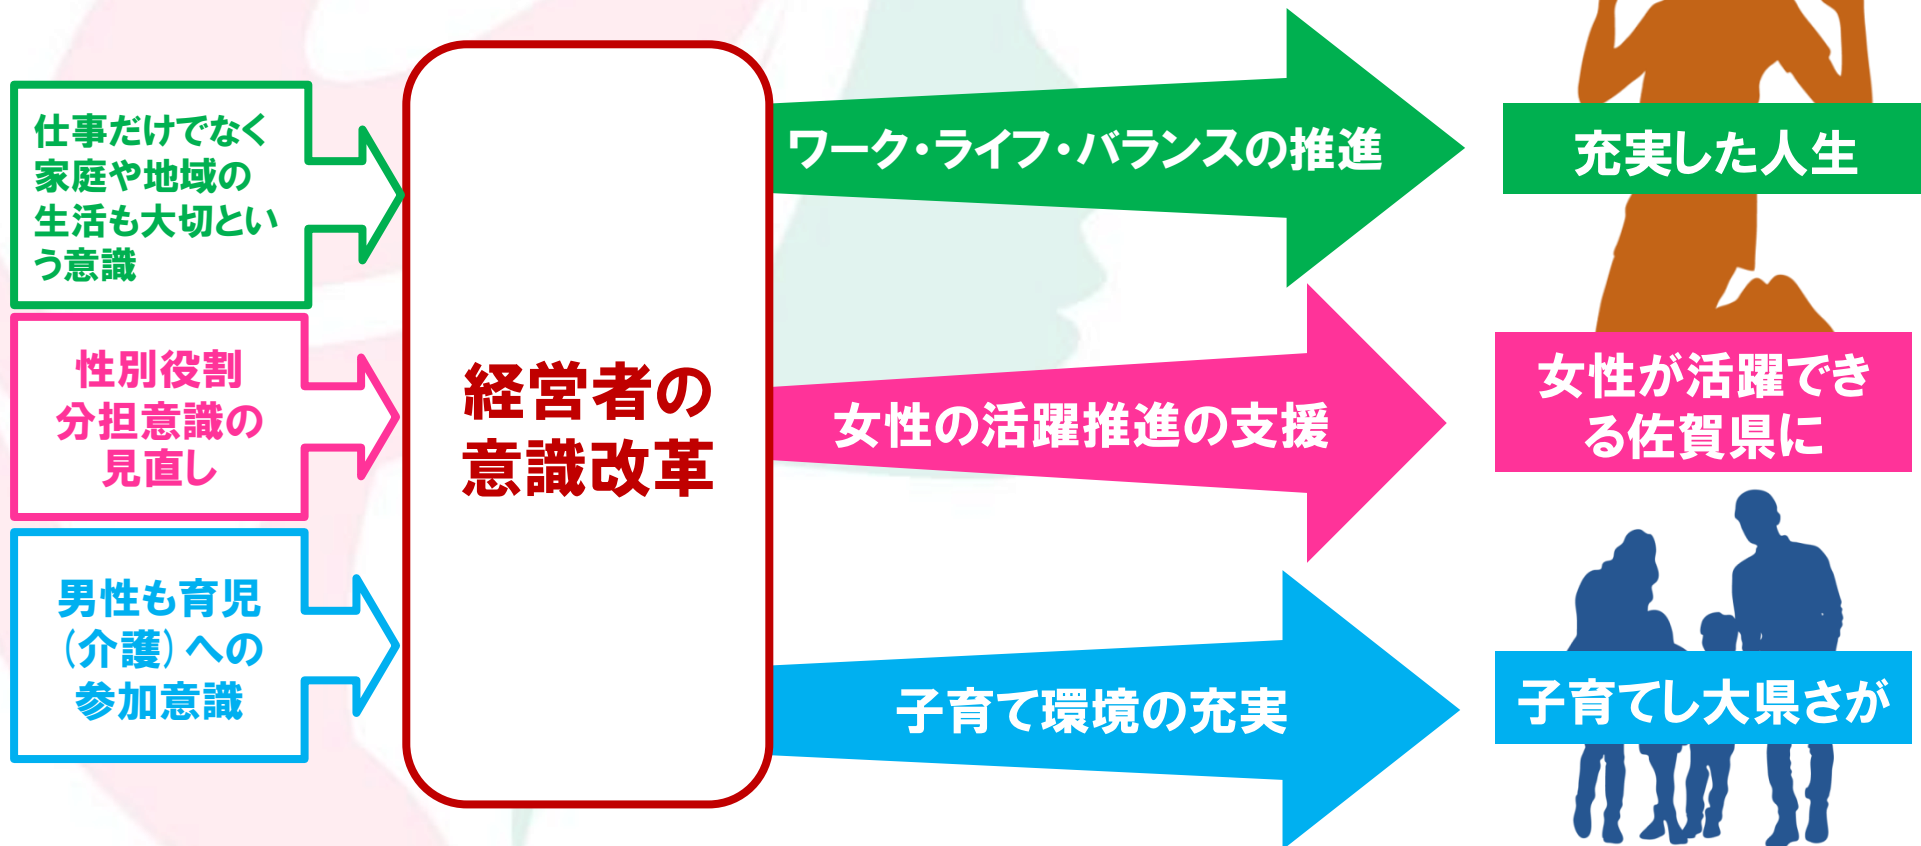 仕事だけでなく
家庭や地域の
生活も大切とい
う意識
性別役割
分担意識の
見直し
男性も育児
(介護)への
参加意識
経営者の
意識改革
ワーク・ライフ・バランスの推進
女性の活躍推進の支援
子育て環境の充実
充実した人生
女性が活躍でき
る佐賀県に
子育てし大県さが